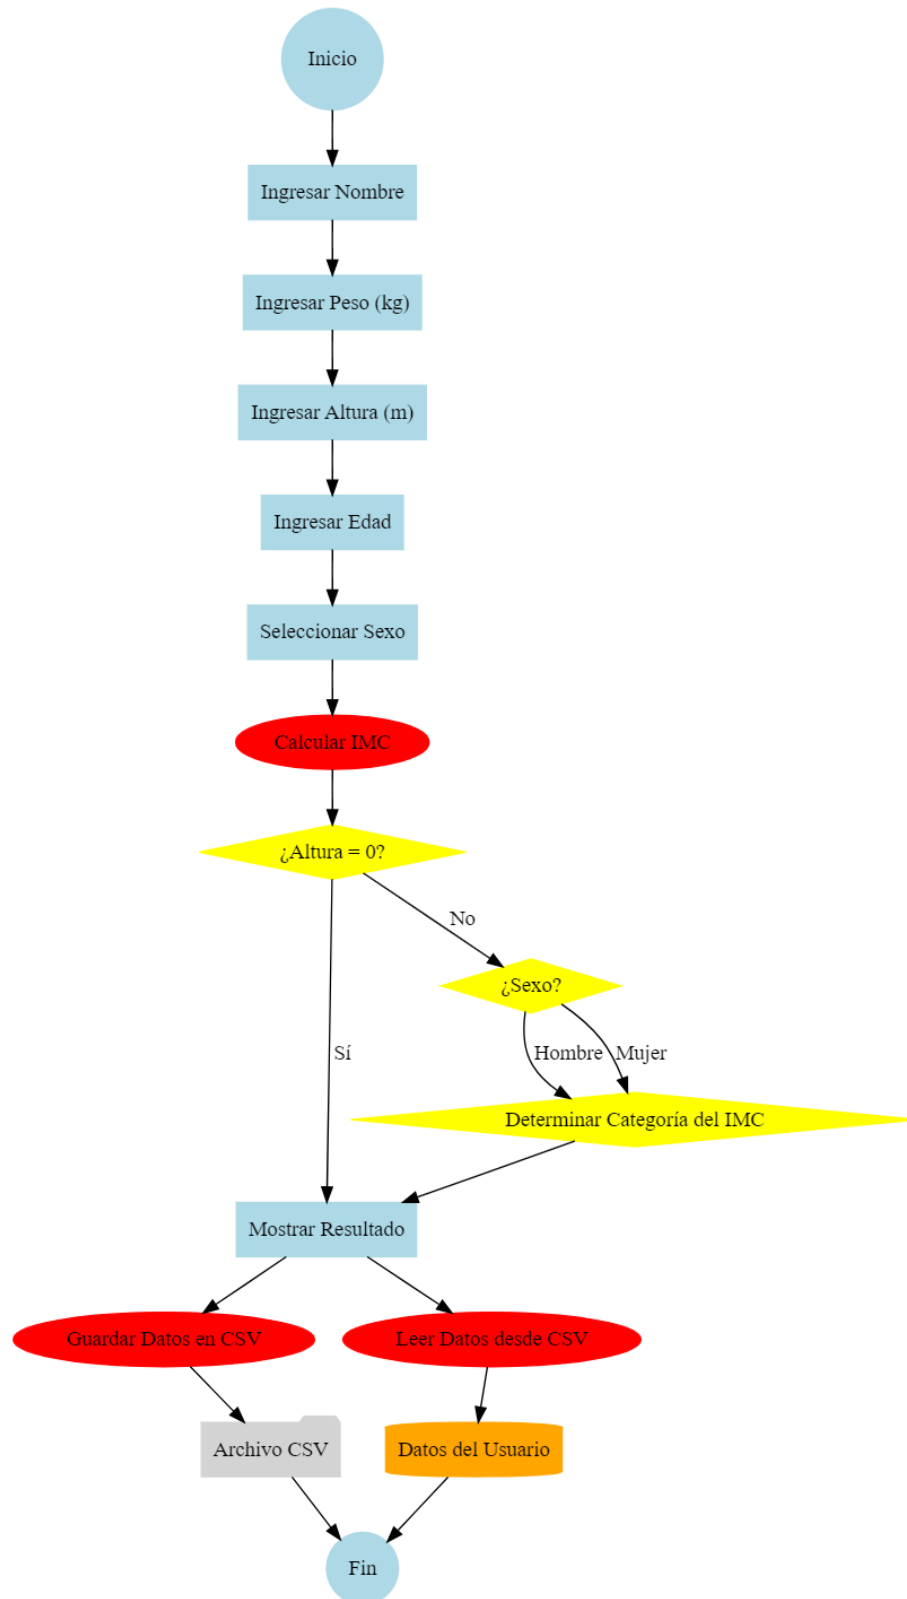 Inicio
Ingresar Nombre
Ingresar Peso (kg)
Ingresar Altura (m)
Ingresar Edad
Seleccionar Sexo
Calcular IMC
¿Altura = 0?
No
¿Sexo?
Sí
Hombre
Mujer
Determinar Categoría del IMC
Mostrar Resultado
Guardar Datos en CSV
Leer Datos desde CSV
Archivo CSV
Datos del Usuario
Fin